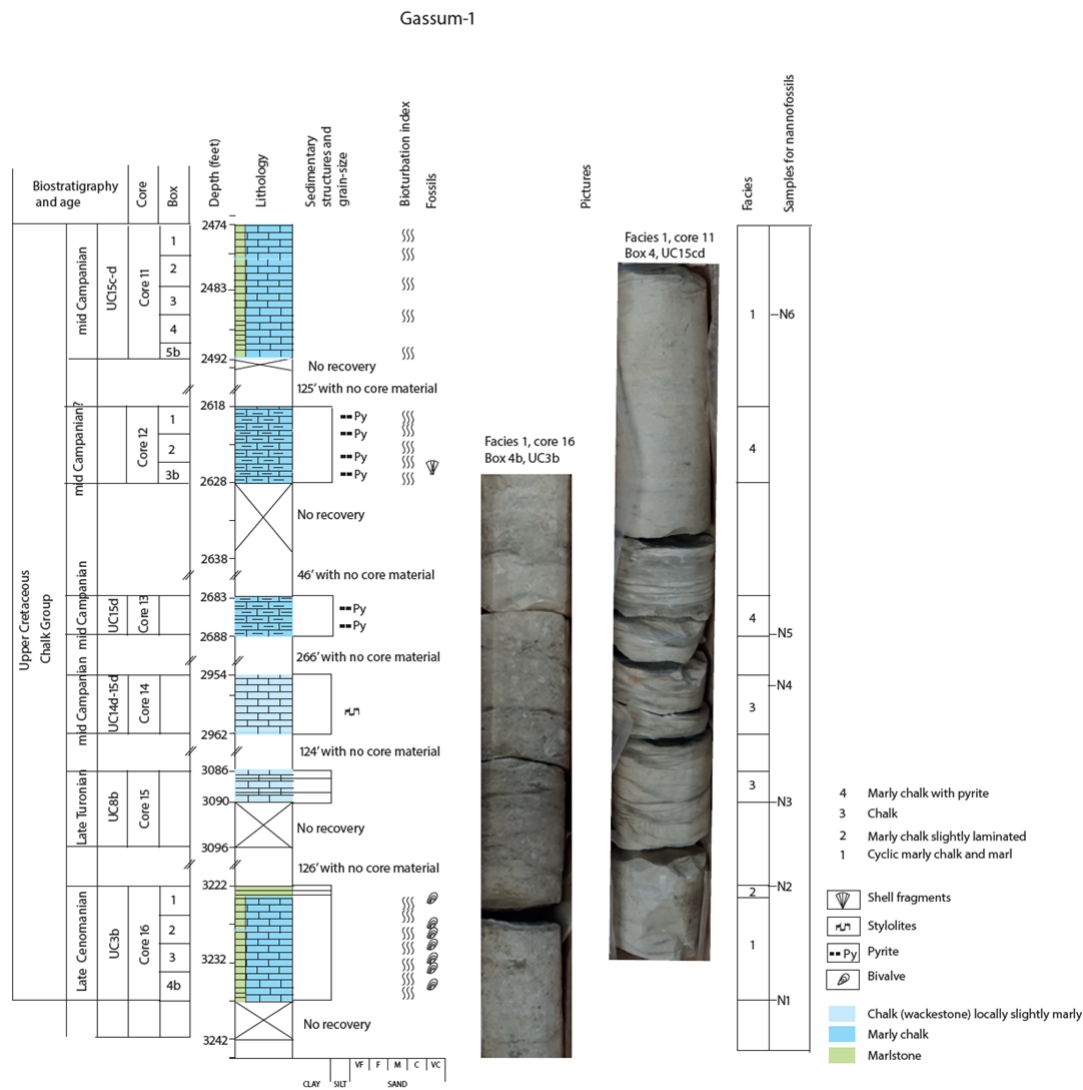 Gassum-1
Biostratigraphy
and age
Core
Box
Depth (feet)
Lithology
Sedimentary
structures and
grain-size
Bioturbation index
Fossils
Pictures
Facies
Samples for nannofossils
Upper Cretaceous
Chalk Group
mid Campanian
UC15c-d
Core 11
1
2
3
4
5b
2474
2483
2492
No recovery
125' with no core material
mid Campanian?
Core 12
1
2
3b
2618
2628
Py
Py
Py
Py
No recovery
2638
46' with no core material
mid Campanian
UC15d
Core 13
2683
2688
Py
Py
266' with no core material
mid Campanian
UC14d-15d
Core 14
2954
2962
124' with no core material
Late Turonian
UC8b
Core 15
3086
3090
No recovery
3096
126' with no core material
Late Cenomanian
UC3b
Core 16
1
2
3
4b
3222
3232
No recovery
3242
VF F M C VC
CLAY SILT SAND
Facies 1, core 16
Box 4b, UC3b
Facies 1, core 11
Box 4, UC15cd
1
4
4
3
3
2
1
N6
N5
N4
N3
N2
N1
4 Marly chalk with pyrite
3 Chalk
2 Marly chalk slightly laminated
1 Cyclic marly chalk and marl
Shell fragments
Stylolites
Py Pyrite
Bivalve
Chalk (wackestone) locally slightly marly
Marly chalk
Marlstone